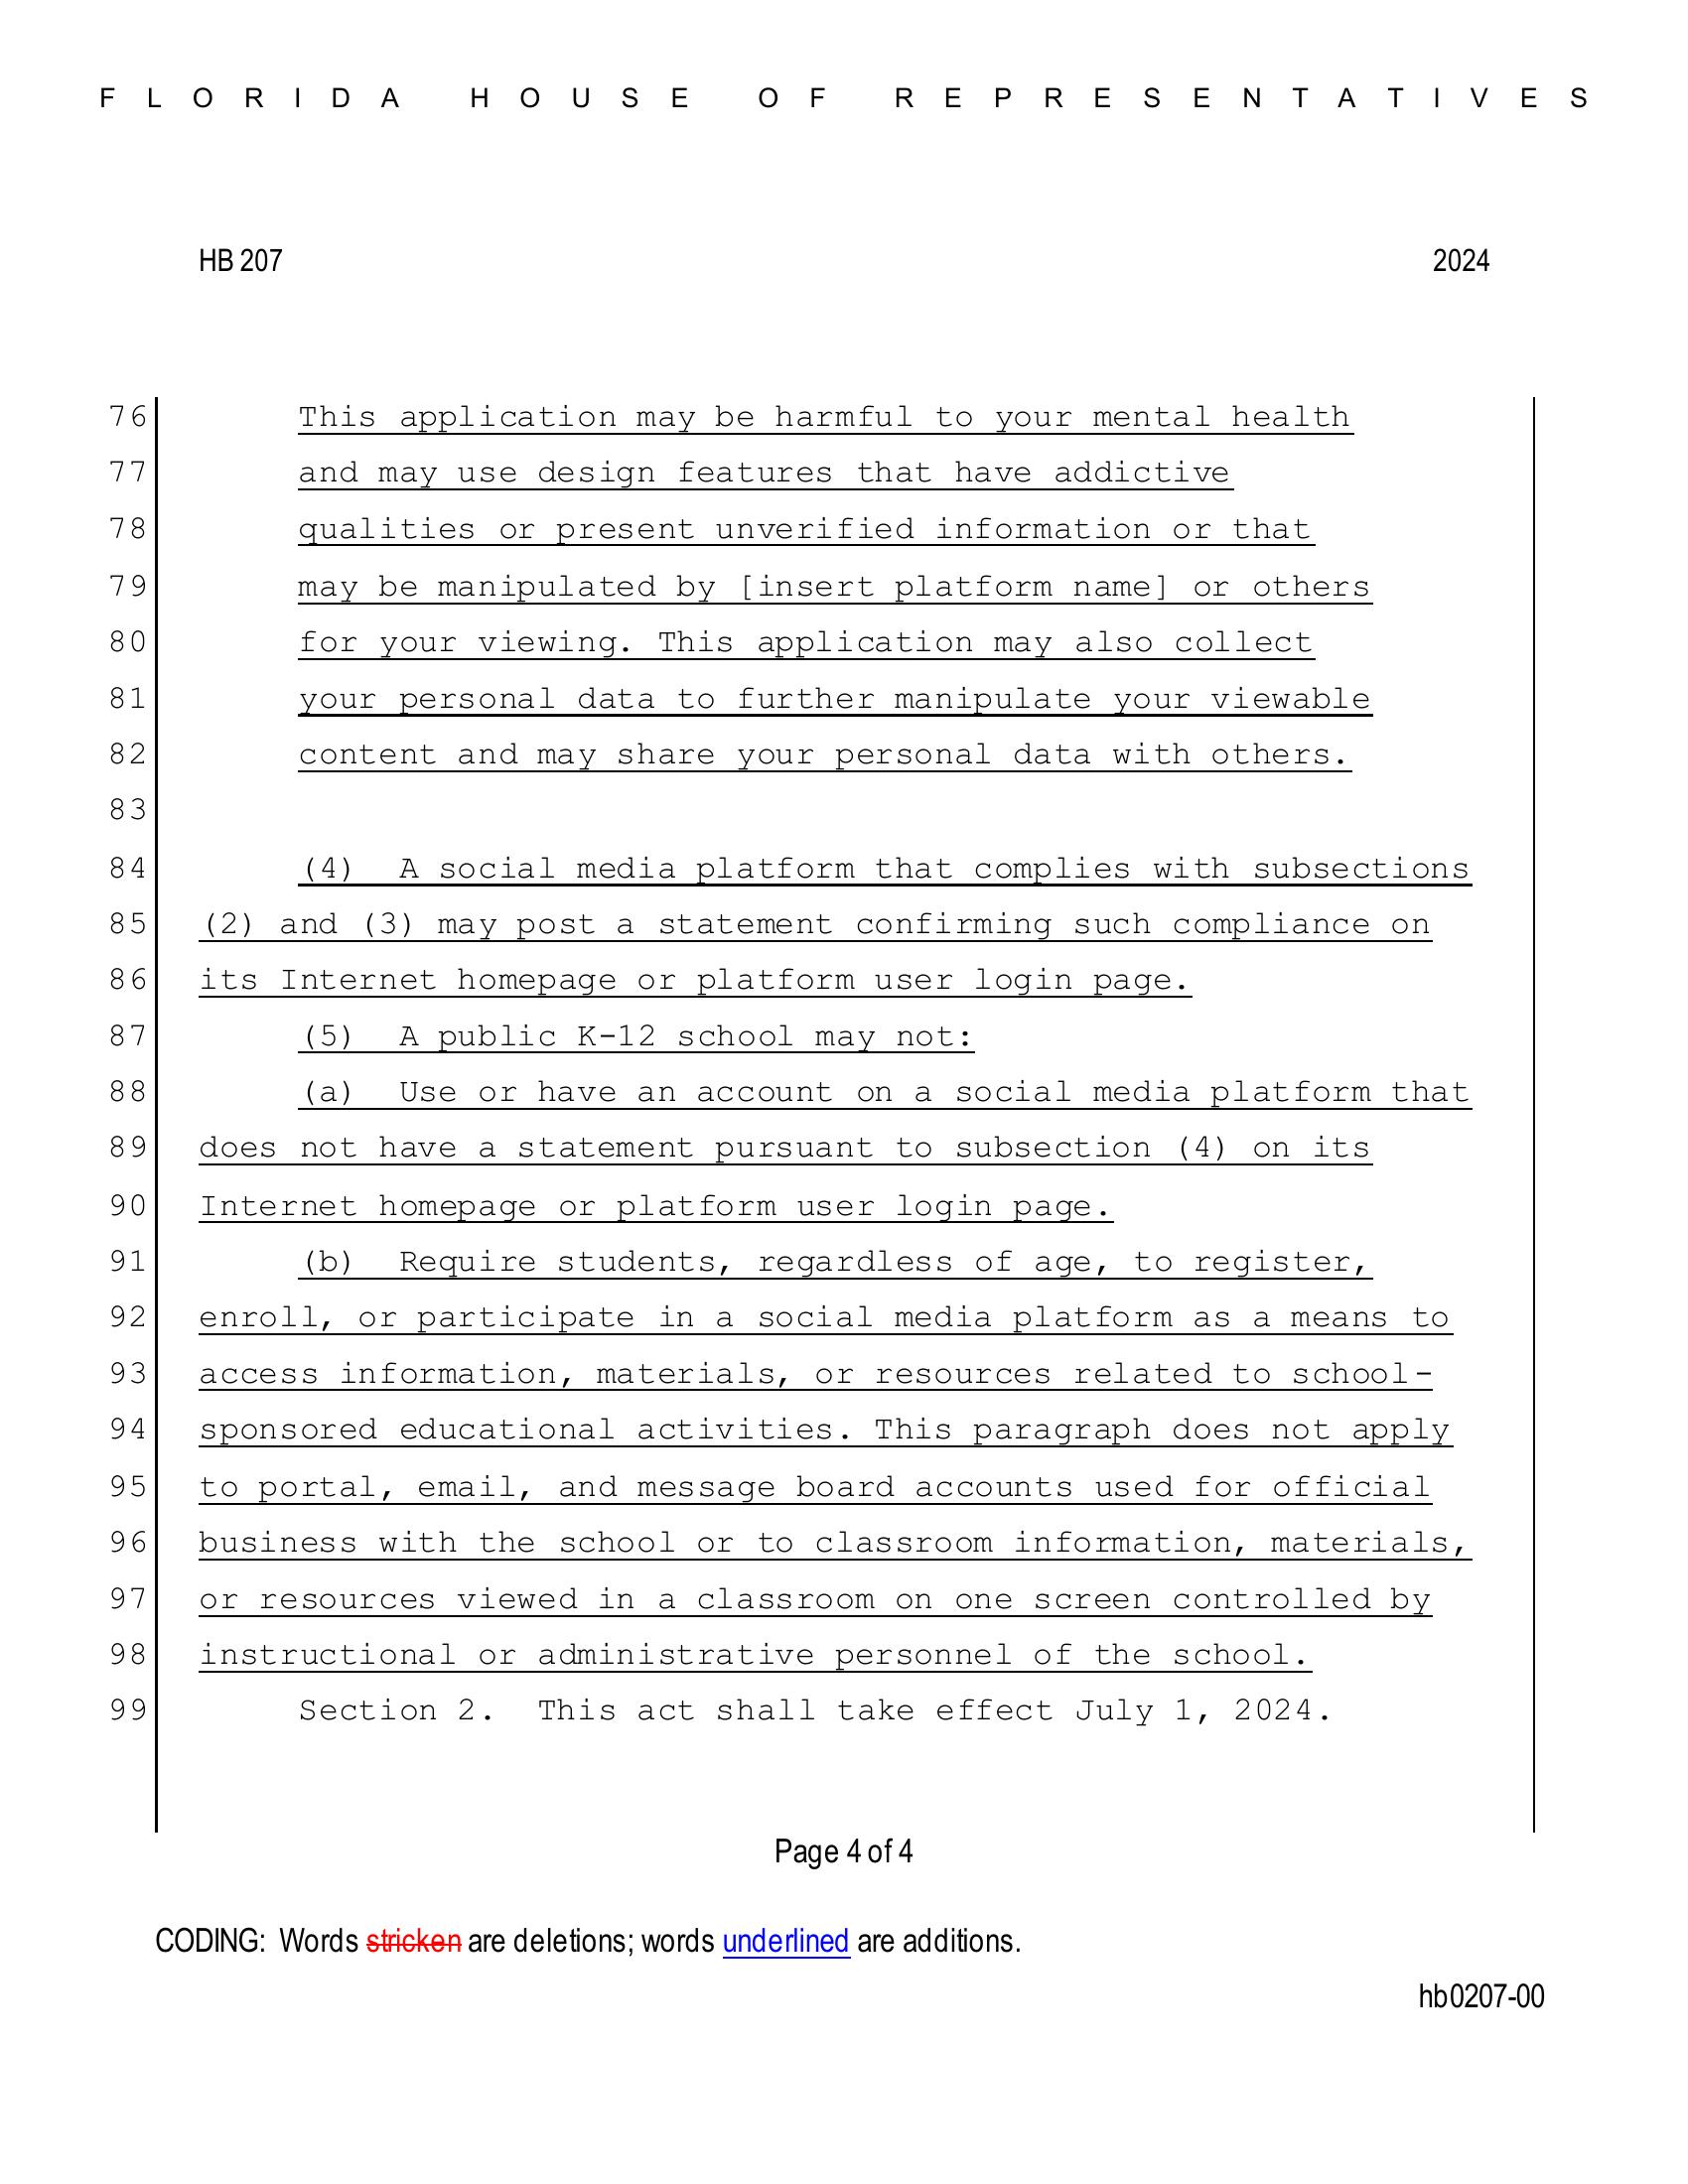 FLORIDA HOUSE OF REPRESENTATIVES
HB 207 2024
76 This application may be harmful to your mental health
77 and may use design features that have addictive
78 qualities or present unverified information or that
79 may be manipulated by [insert platform name] or others
80 for your viewing. This application may also collect
81 your personal data to further manipulate your viewable
82 content and may share your personal data with others.
83
84 (4) A social media platform that complies with subsections
85 (2) and (3) may post a statement confirming such compliance on
86 its Internet homepage or platform user login page.
87 (5) A public K-12 school may not:
88 (a) Use or have an account on a social media platform that
89 does not have a statement pursuant to subsection (4) on its
90 Internet homepage or platform user login page.
91 (b) Require students, regardless of age, to register,
92 enroll, or participate in a social media platform as a means to
93 access information, materials, or resources related to school-
94 sponsored educational activities. This paragraph does not apply
95 to portal, email, and message board accounts used for official
96 business with the school or to classroom information, materials,
97 or resources viewed in a classroom on one screen controlled by
98 instructional or administrative personnel of the school.
99 Section 2. This act shall take effect July 1, 2024.
Page 4 of 4
CODING: Words stricken are deletions; words underlined are additions.
hb0207-00